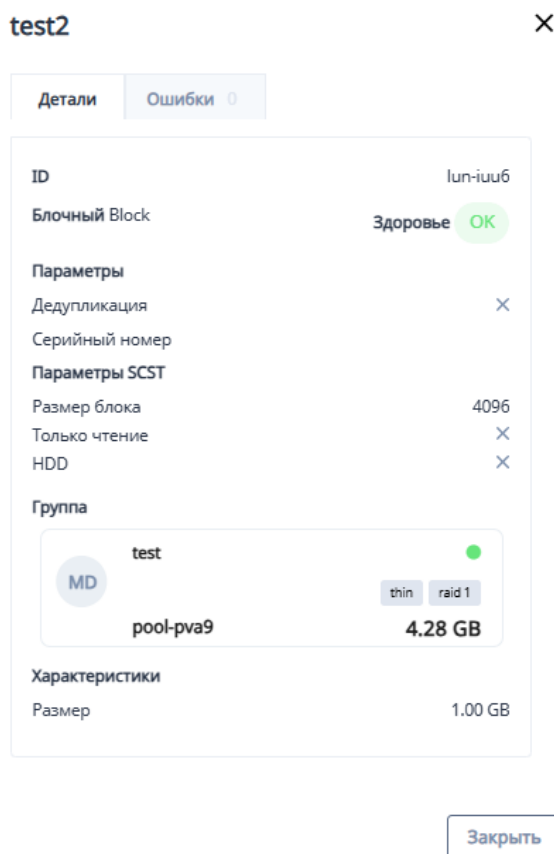 test2
Детали
Ошибки 0
ID lun-iuu6
Блочный Block
Здоровье OK
Параметры
Дедупликация
Серийный номер
Параметры SCST
Размер блока 4096
Только чтение
HDD
Группа
test
MD
thin raid 1
pool-pva9 4.28 GB
Характеристики
Размер 1.00 GB
Закрыть